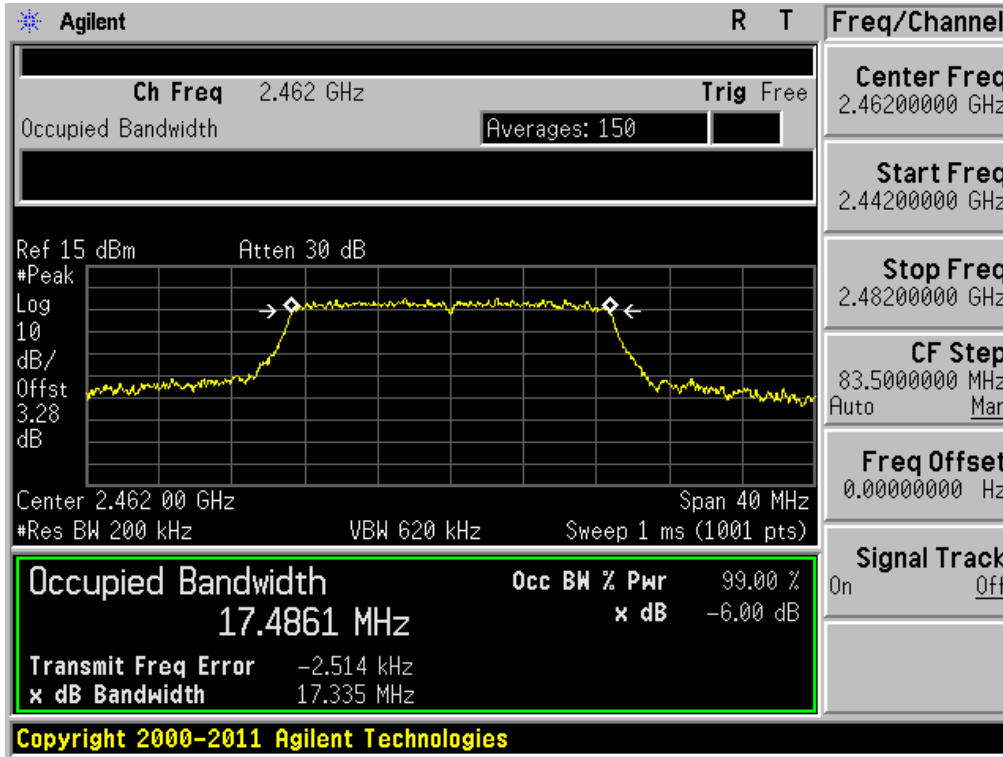 Agilent R T Freq/Channel
Ch Freq 2.462 GHz Trig Free
Occupied Bandwidth Averages: 150
Center Freq
2.46200000 GHz
Start Freq
2.44200000 GHz
Stop Freq
2.48200000 GHz
CF Step
83.5000000 MHz
Auto Man
Freq Offset
0.00000000 Hz
Signal Track
On Off
Ref 15 dBm Atten 30 dB
#Peak
Log
10
dB/
Offst
3.28
dB
Center 2.462 00 GHz Span 40 MHz
#Res BW 200 kHz VBW 620 kHz Sweep 1 ms (1001 pts)
Occupied Bandwidth Occ BW % Pwr 99.00 %
17.4861 MHz x dB -6.00 dB
Transmit Freq Error -2.514 kHz
x dB Bandwidth 17.335 MHz
Copyright 2000-2011 Agilent Technologies